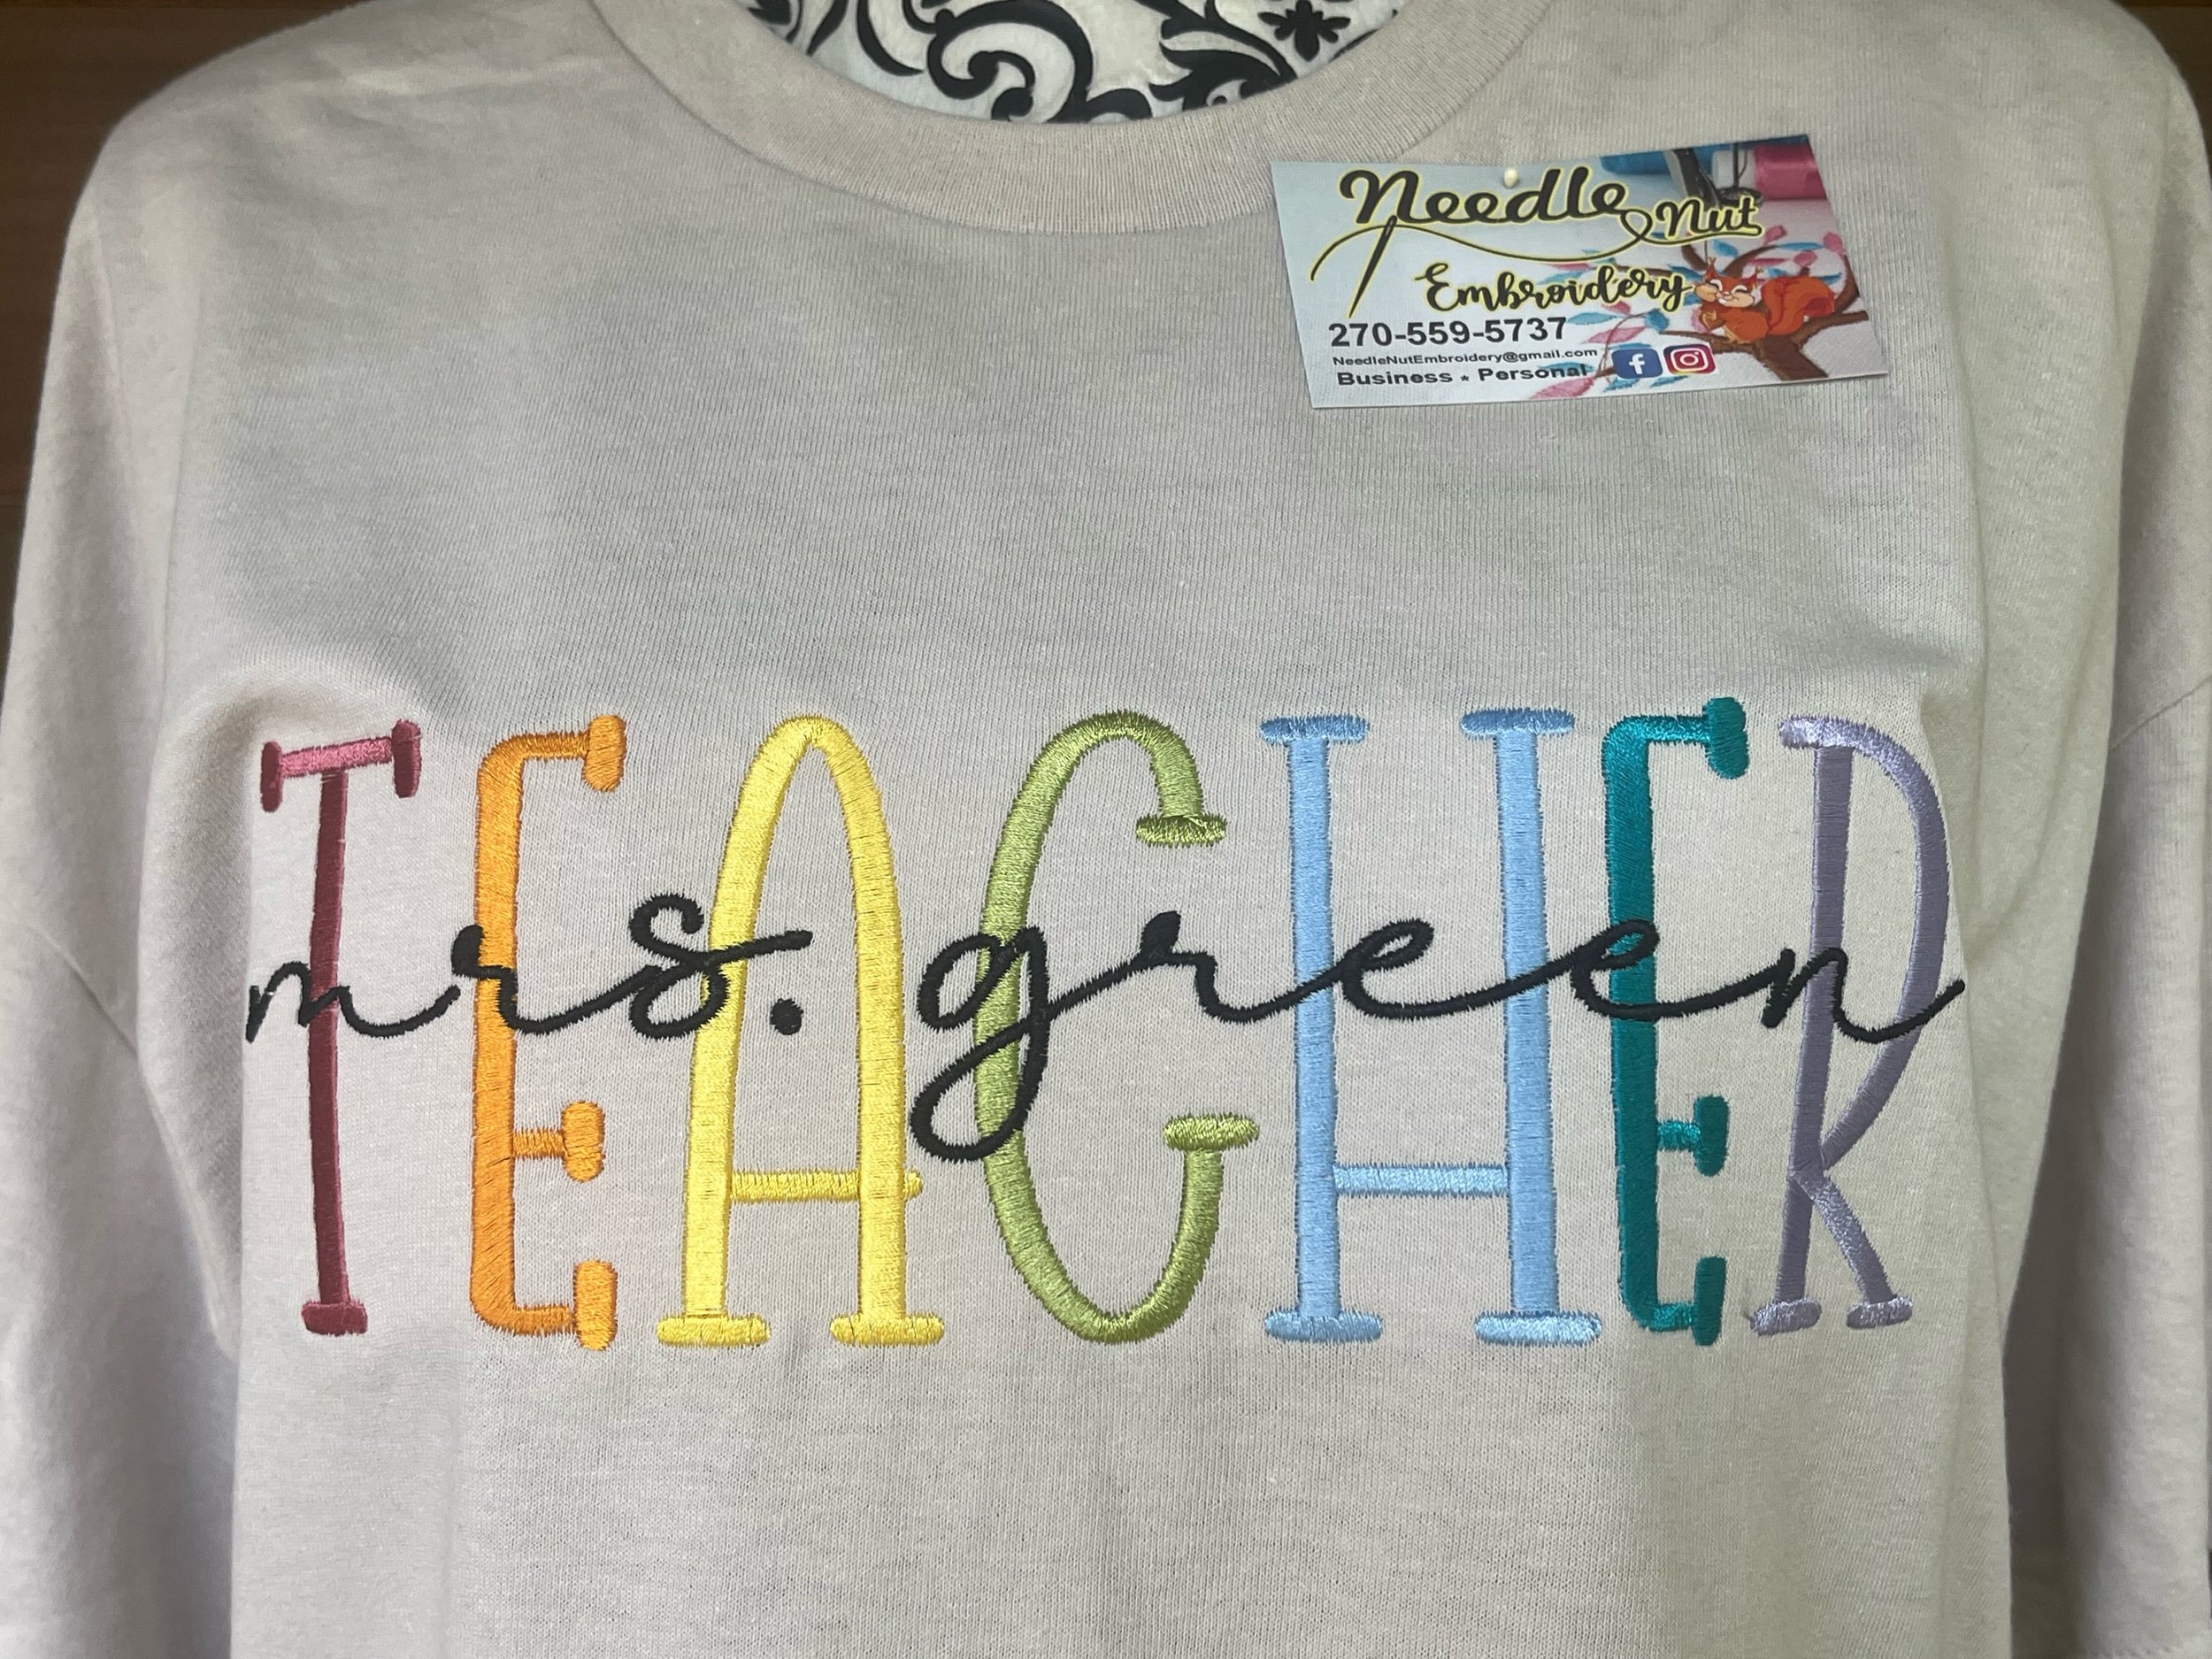 Needle Nut
Embroidery
270-559-5737
NeedleNutEmbroidery@gmail.com
Business * Personal
TEACHER
mrs. green